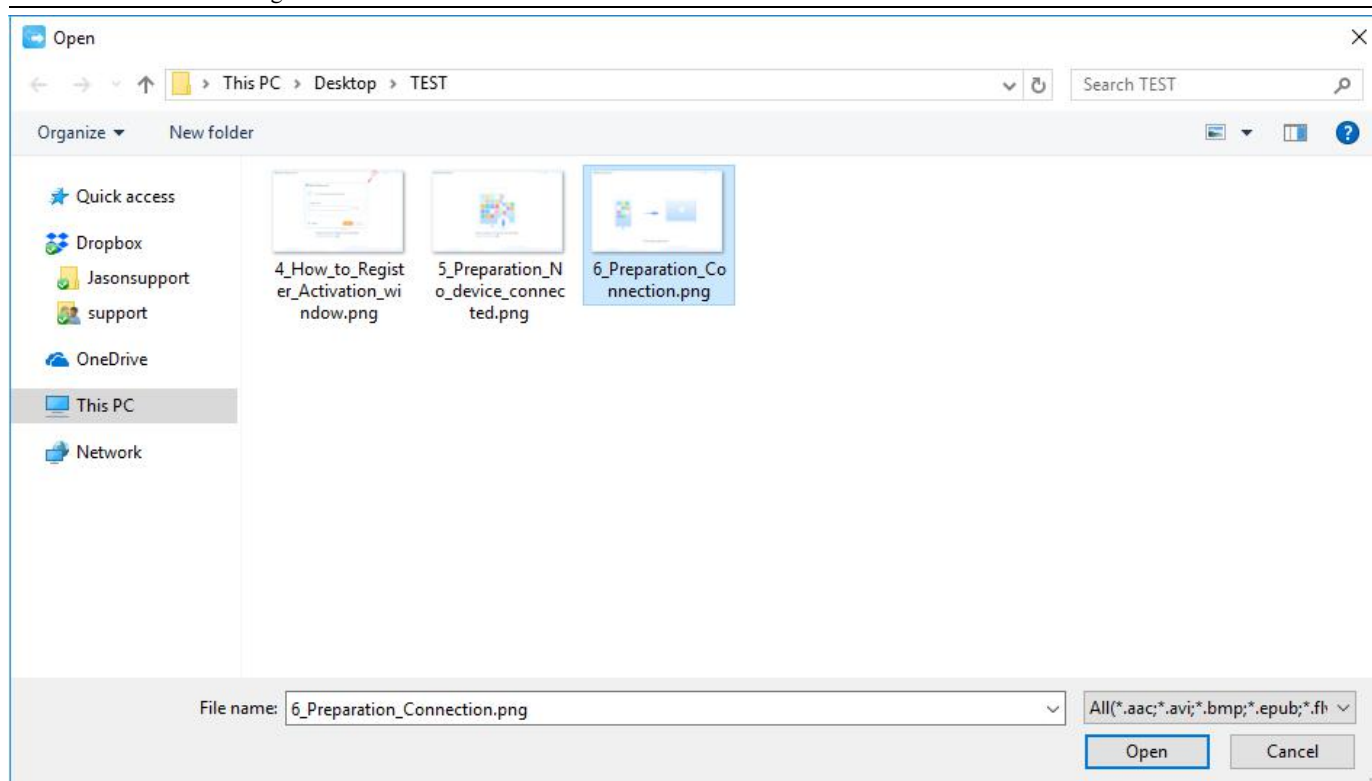 Open
This PC > Desktop > TEST
Search TEST
Organize
New folder
Quick access
Dropbox
Jasonsupport
support
OneDrive
This PC
Network
4_How_to_Regist
er_Activation_wi
ndow.png
5_Preparation_N
o_device_connec
ted.png
6_Preparation_Co
nnection.png
File name:
6_Preparation_Connection.png
All(*.aac;*.avi;*.bmp;*.epub;*.fl
Open
Cancel